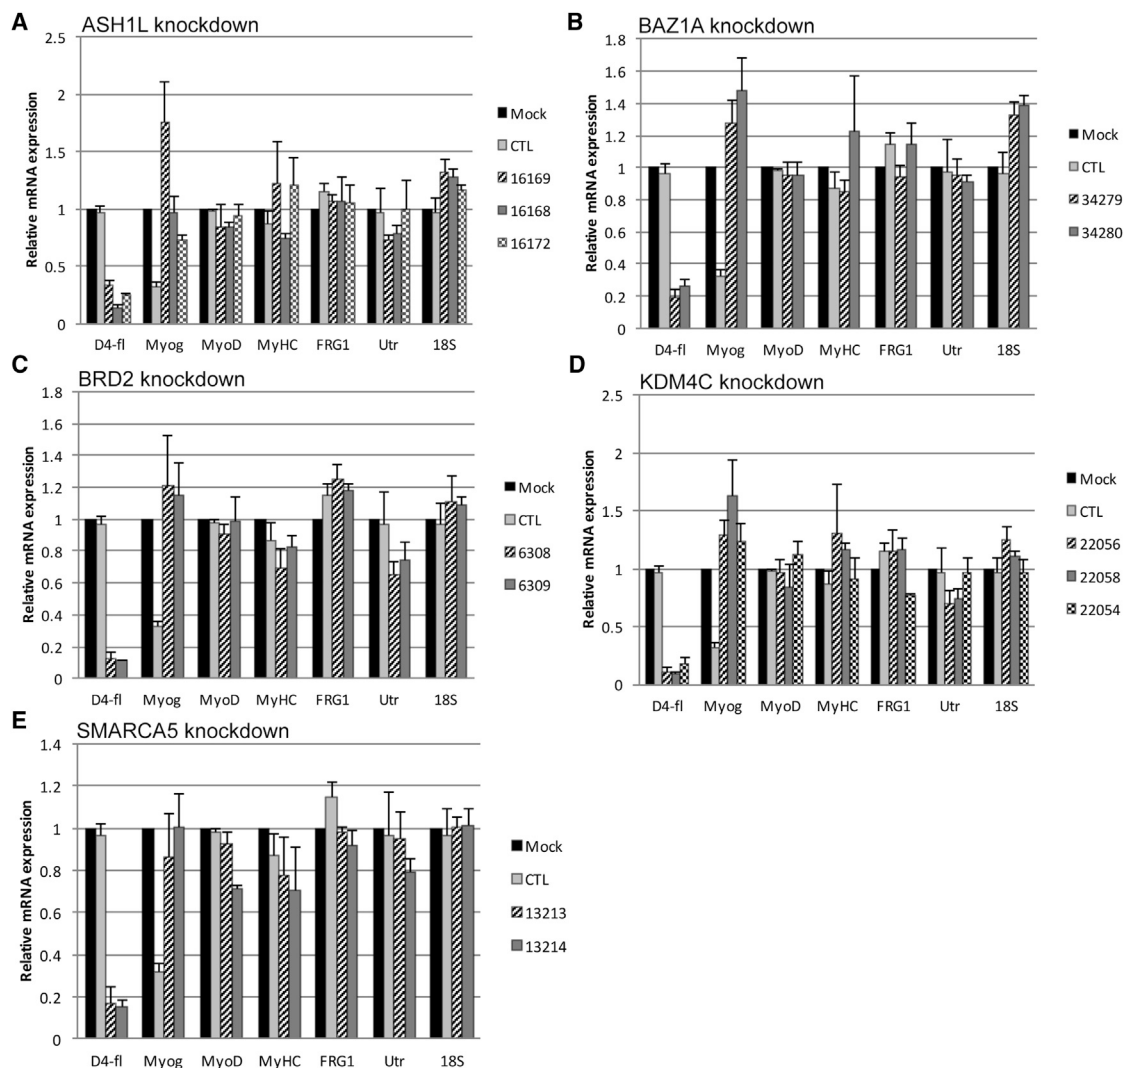 A
ASH1L knockdown
Relative mRNA expression
2.5
2
1.5
1
0.5
0
D4-fl Myog MyoD MyHC FRG1 Utr 18S
Mock
CTL
16169
16168
16172
B
BAZ1A knockdown
Relative mRNA expression
1.8
1.6
1.4
1.2
1
0.8
0.6
0.4
0.2
0
D4-fl Myog MyoD MyHC FRG1 Utr 18S
Mock
CTL
34279
34280
C
BRD2 knockdown
Relative mRNA expression
1.8
1.6
1.4
1.2
1
0.8
0.6
0.4
0.2
0
D4-fl Myog MyoD MyHC FRG1 Utr 18S
Mock
CTL
6308
6309
D
KDM4C knockdown
Relative mRNA expression
2.5
2
1.5
1
0.5
0
D4-fl Myog MyoD MyHC FRG1 Utr 18S
Mock
CTL
22056
22058
22054
E
SMARCA5 knockdown
Relative mRNA expression
1.4
1.2
1
0.8
0.6
0.4
0.2
0
D4-fl Myog MyoD MyHC FRG1 Utr 18S
Mock
CTL
13213
13214